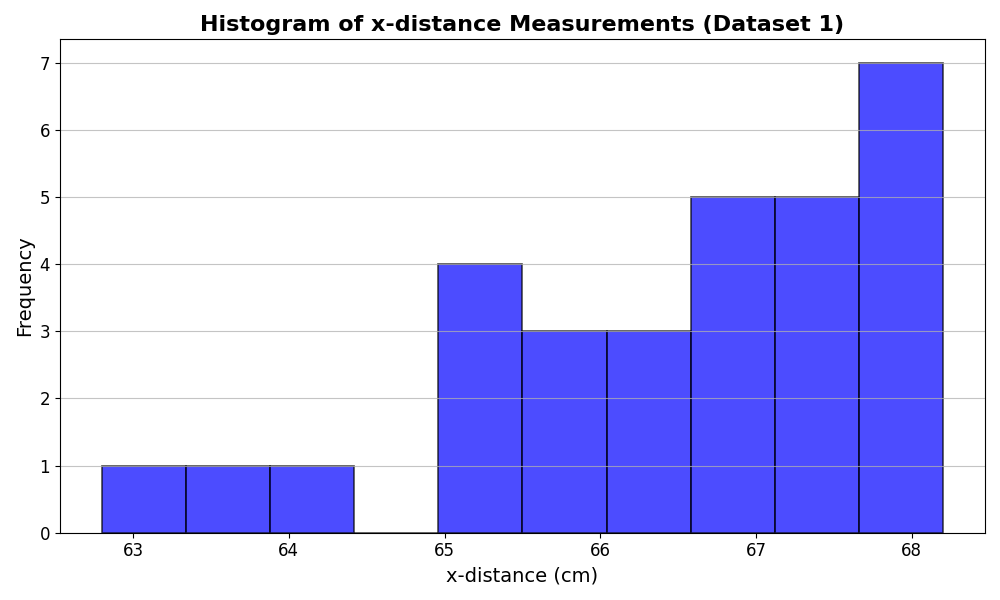 Histogram of x-distance Measurements (Dataset 1)
Frequency
7
6
5
4
3
2
1
0
63 64 65 66 67 68
x-distance (cm)